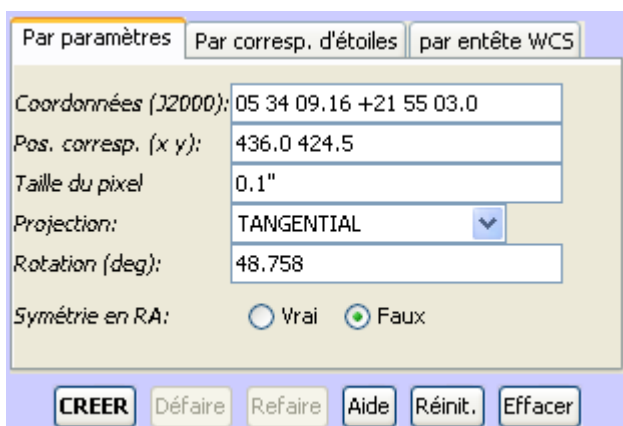 Par paramètres Par corresp. d'étoiles par entête WCS
Coordonnées (J2000): 05 34 09.16 +21 55 03.0
Pos. corresp. (x y): 436.0 424.5
Taille du pixel 0.1"
Projection: TANGENTIAL
Rotation (deg): 48.758
Symétrie en RA: Vrai Faux
CREER Défaire Refaire Aide Réinit. Effacer